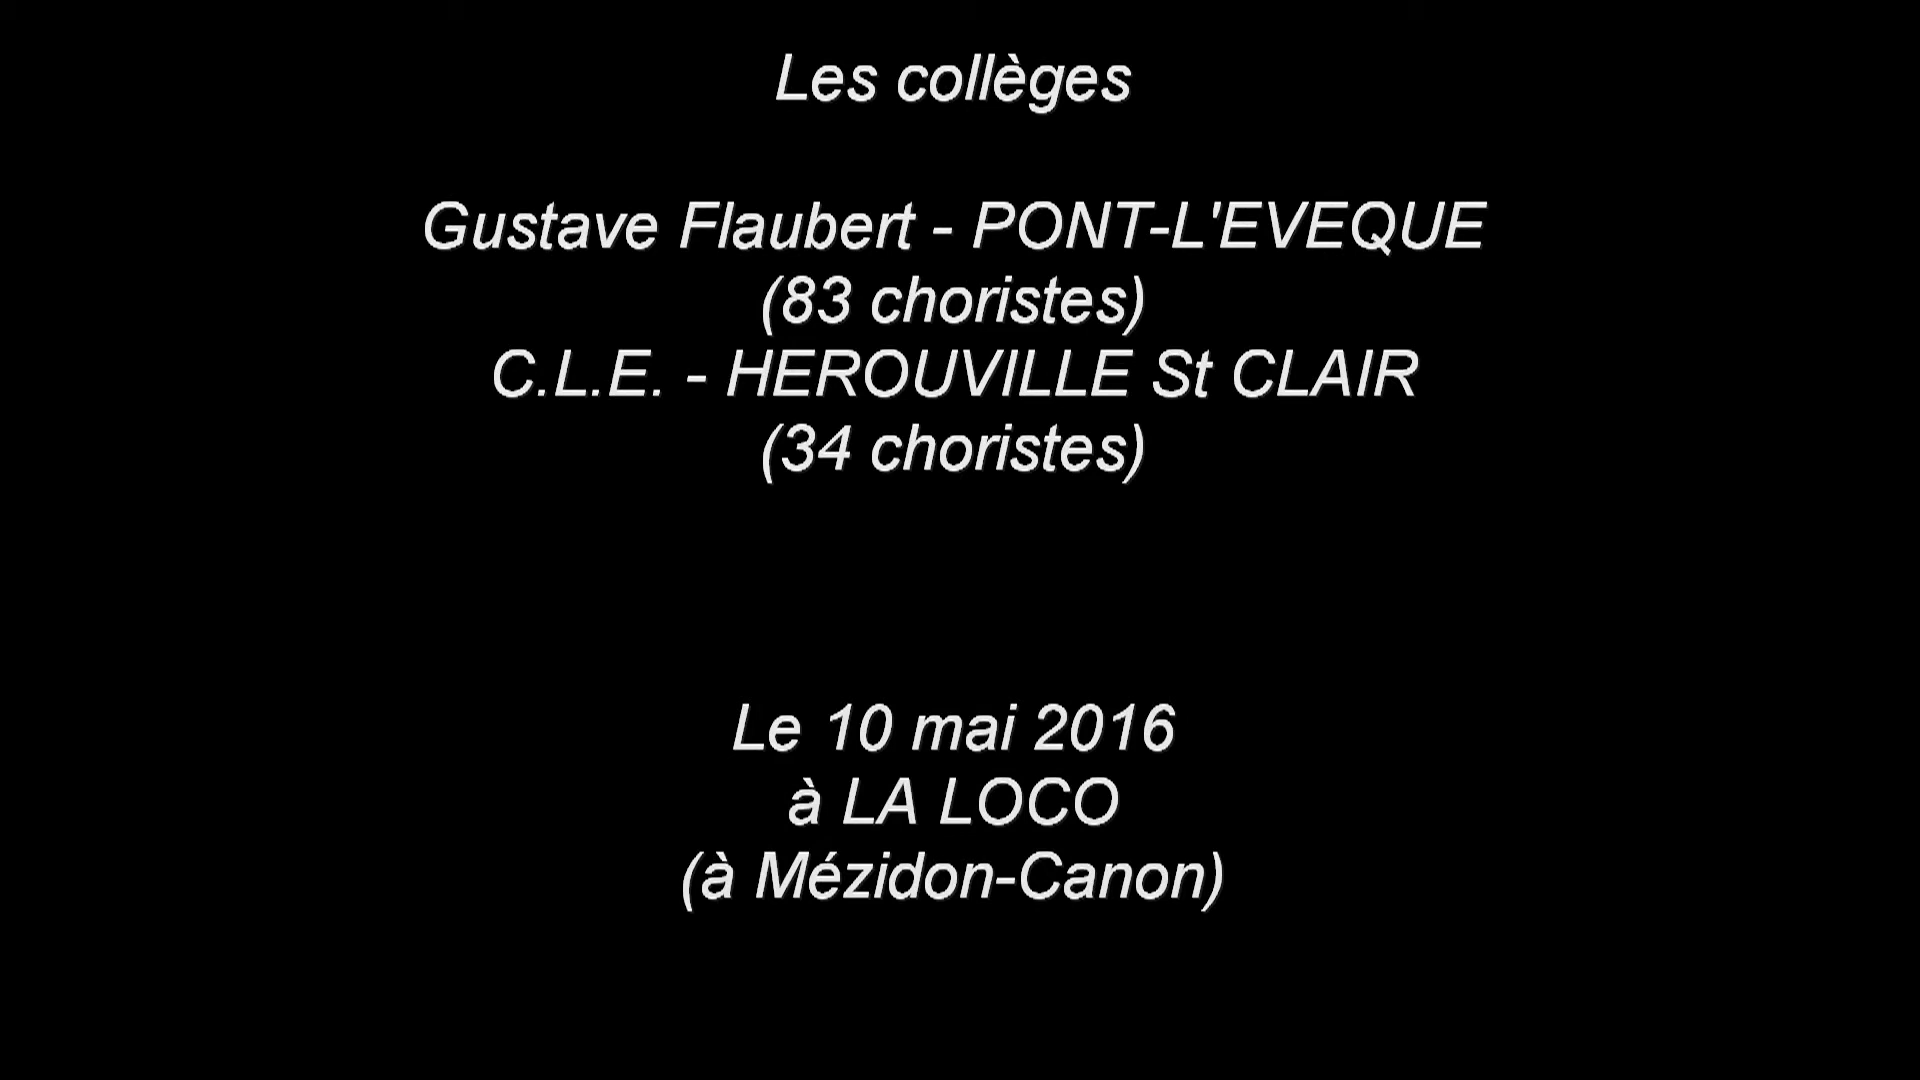 Les collèges
Gustave Flaubert - PONT-L'EVEQUE
(83 choristes)
C.L.E. - HEROUVILLE St CLAIR
(34 choristes)
Le 10 mai 2016
à LA LOCO
(à Mézidon-Canon)